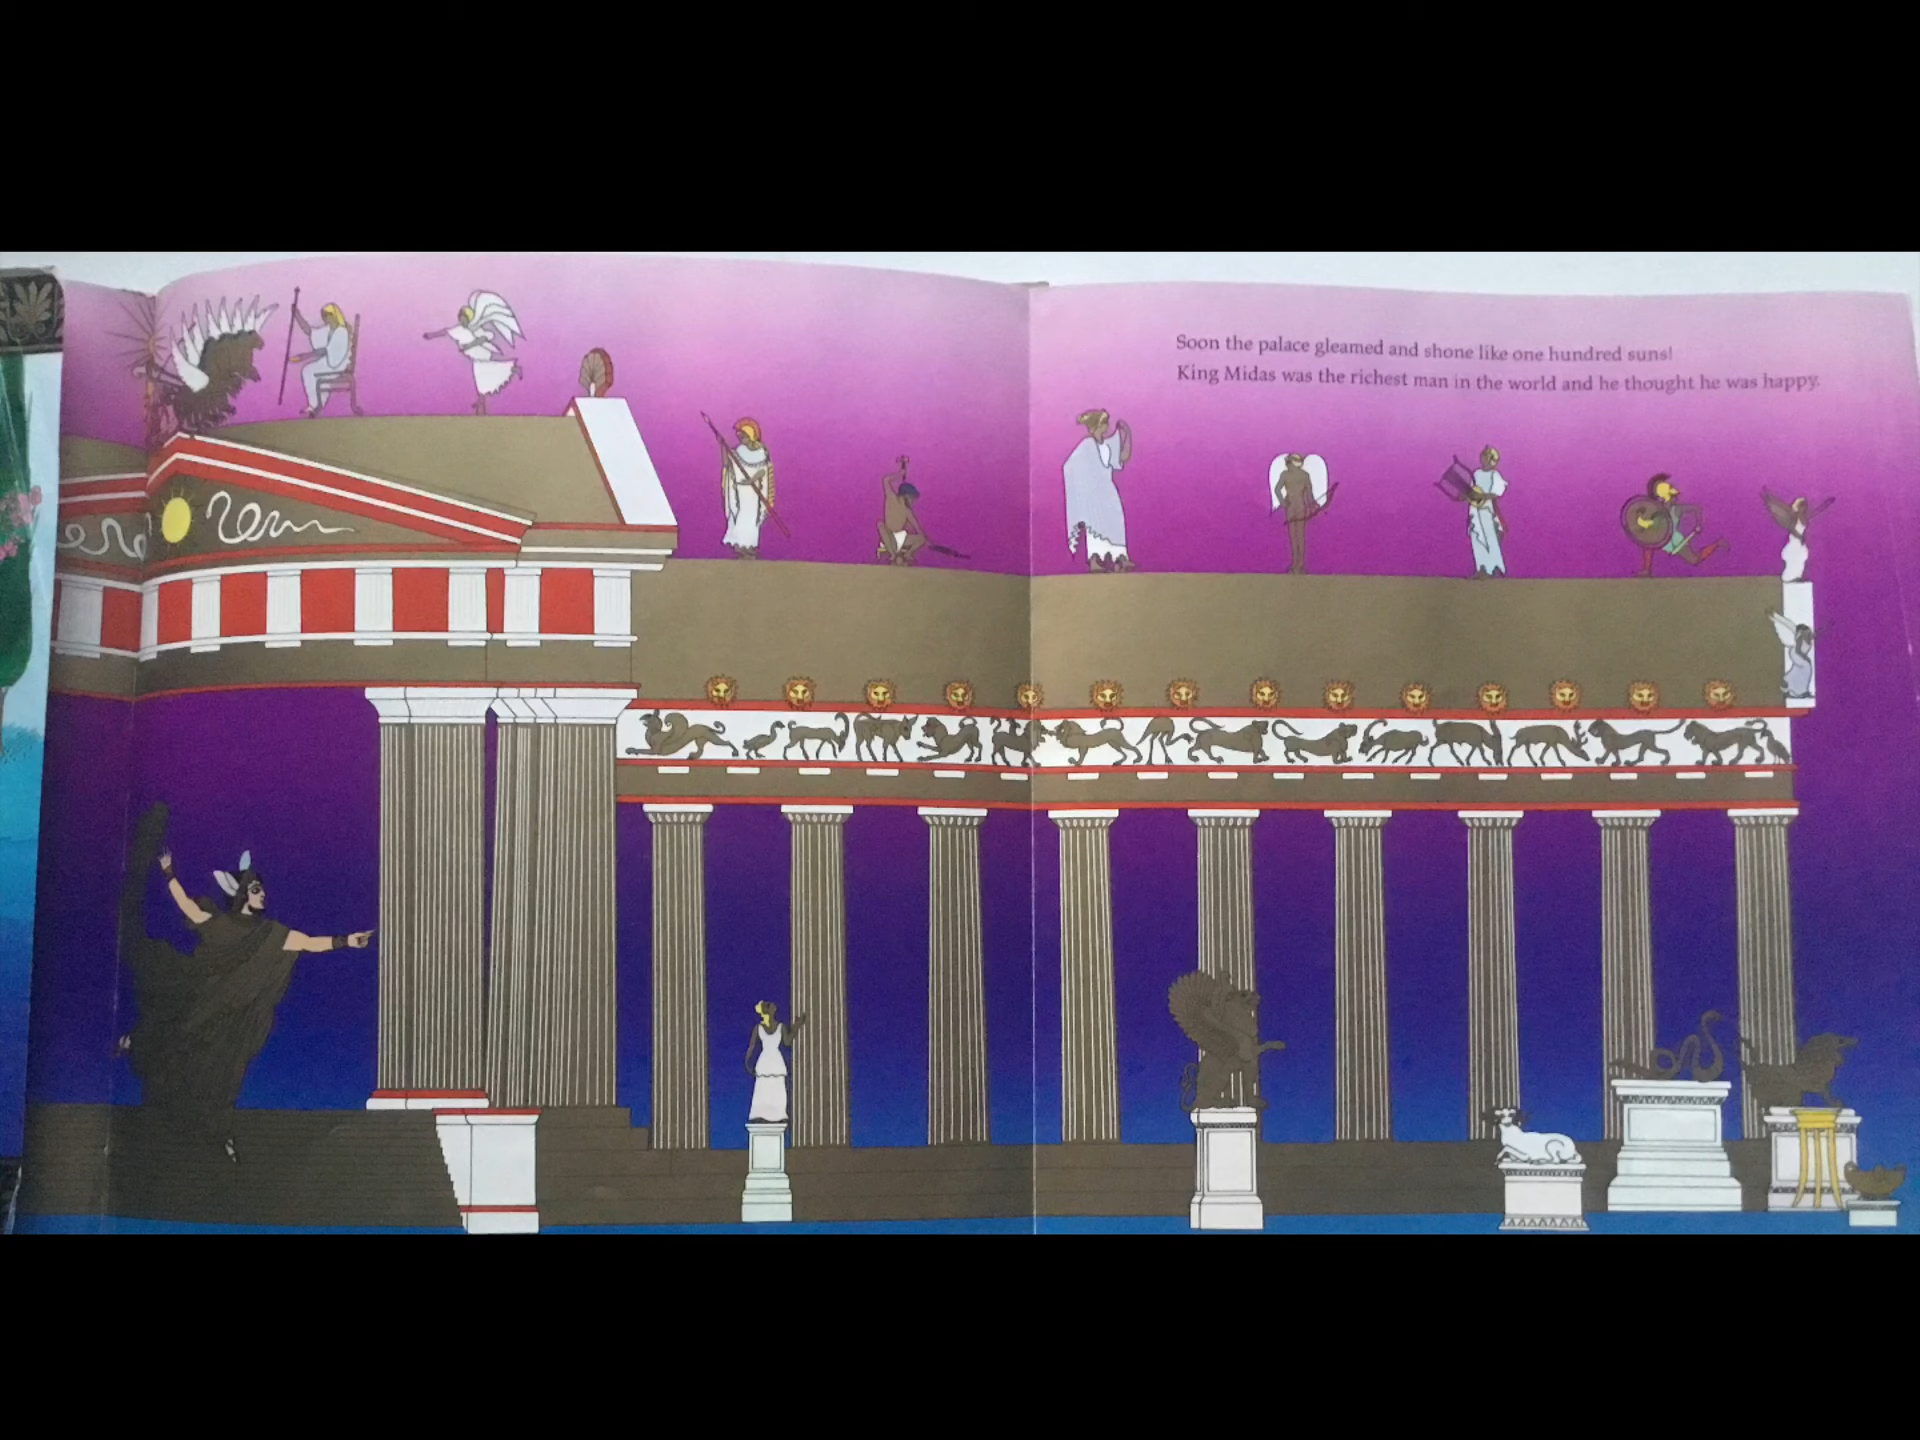 Soon the palace gleamed and shone like one hundred suns!
King Midas was the richest man in the world and he thought he was happy.